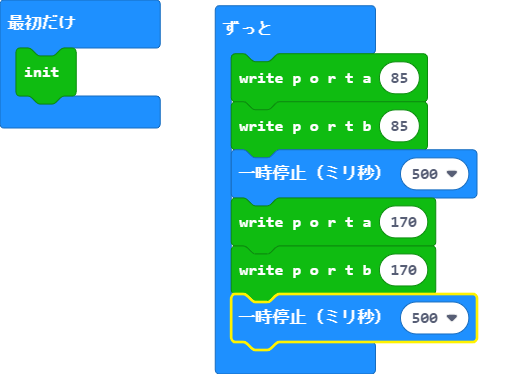 最初だけ
init
ずっと
write p o r t a 85
write p o r t b 85
一時停止（ミリ秒） 500
write p o r t a 170
write p o r t b 170
一時停止（ミリ秒） 500